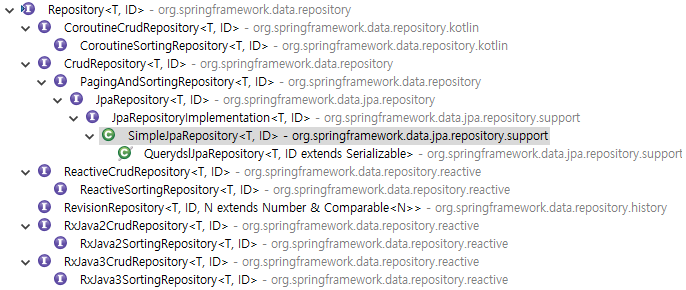 Repository<T, ID> - org.springframework.data.repository
CoroutineCrudRepository<T, ID> - org.springframework.data.repository.kotlin
CoroutineSortingRepository<T, ID> - org.springframework.data.repository.kotlin
CrudRepository<T, ID> - org.springframework.data.repository
PagingAndSortingRepository<T, ID> - org.springframework.data.repository
JpaRepository<T, ID> - org.springframework.data.jpa.repository
JpaRepositoryImplementation<T, ID> - org.springframework.data.jpa.repository.support
SimpleJpaRepository<T, ID> - org.springframework.data.jpa.repository.support
QuerydslJpaRepository<T, ID extends Serializable> - org.springframework.data.jpa.repository.support
ReactiveCrudRepository<T, ID> - org.springframework.data.repository.reactive
ReactiveSortingRepository<T, ID> - org.springframework.data.repository.reactive
RevisionRepository<T, ID, N extends Number & Comparable<N>> - org.springframework.data.repository.history
RxJava2CrudRepository<T, ID> - org.springframework.data.repository.reactive
RxJava2SortingRepository<T, ID> - org.springframework.data.repository.reactive
RxJava3CrudRepository<T, ID> - org.springframework.data.repository.reactive
RxJava3SortingRepository<T, ID> - org.springframework.data.repository.reactive